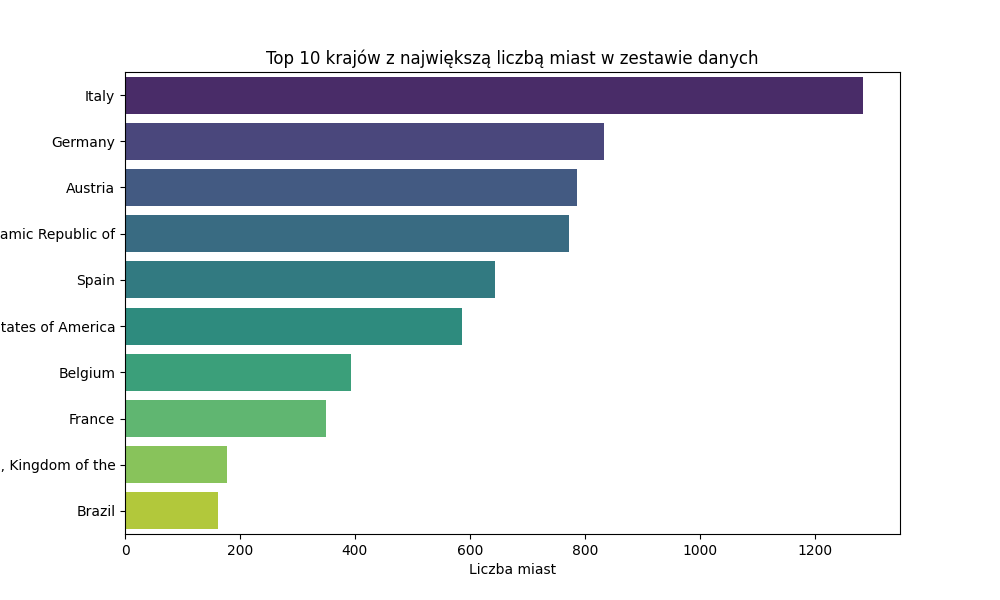 Top 10 krajów z największą liczbą miast w zestawie danych
Italy
Germany
Austria
amic Republic of
Spain
tates of America
Belgium
France
, Kingdom of the
Brazil
0 200 400 600 800 1000 1200
Liczba miast